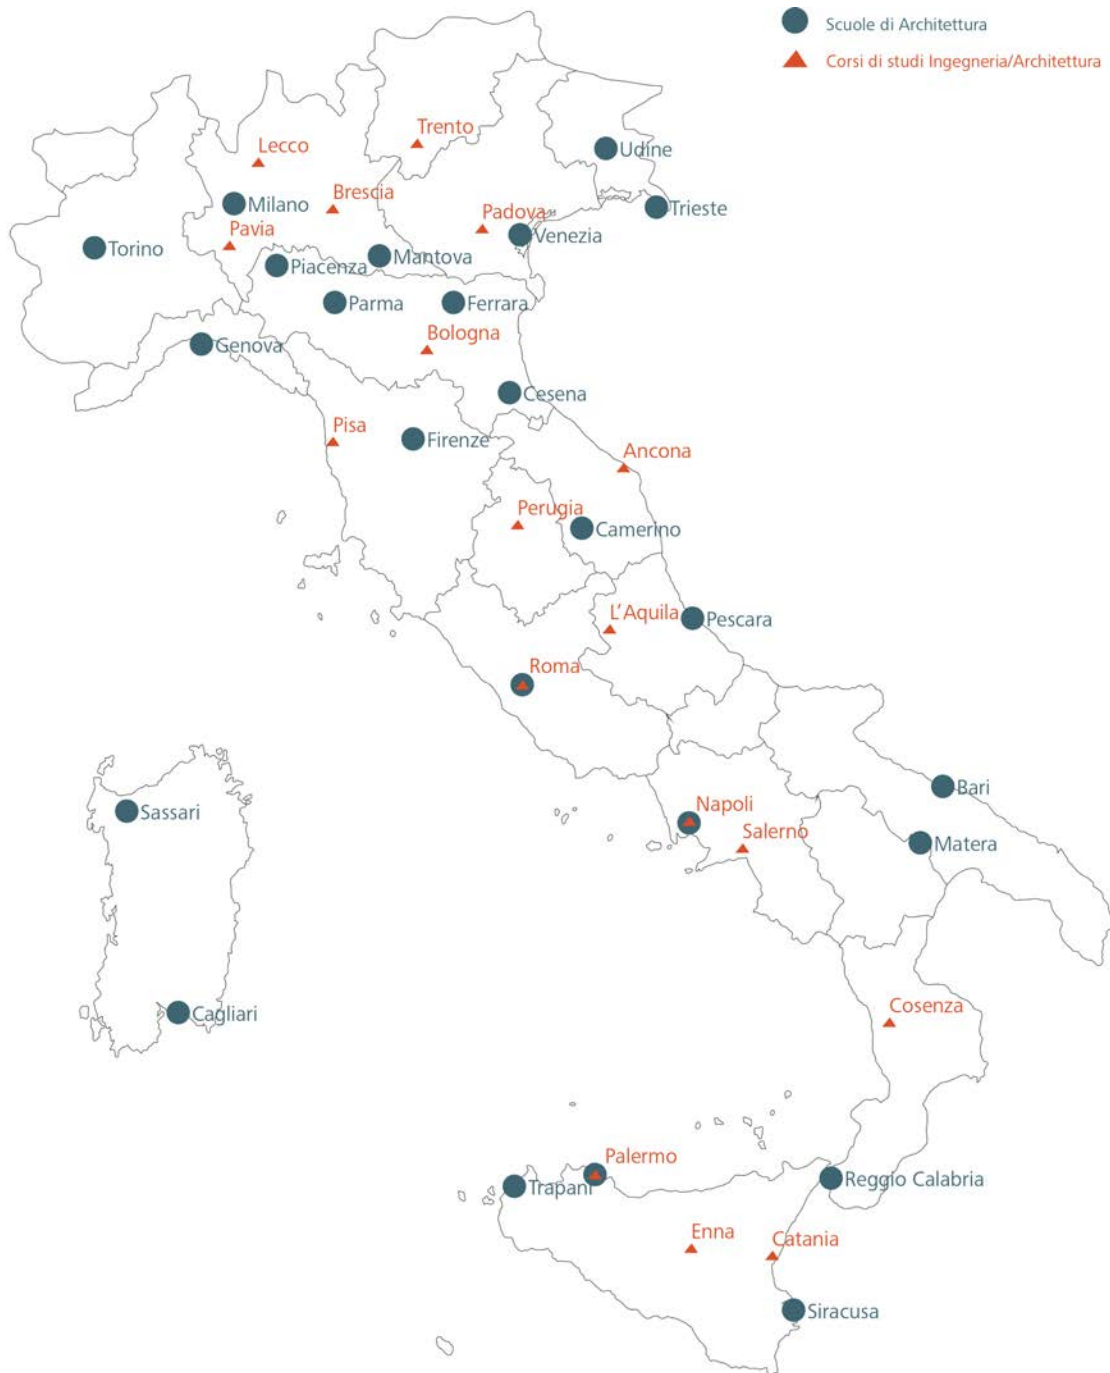 Scuole di Architettura
Corsi di studi Ingegneria/Architettura
Trento
Lecco
Udine
Brescia
Milano
Trieste
Padova
Venezia
Pavia
Torino
Mantova
Piacenza
Parma
Ferrara
Bologna
Genova
Cesena
Pisa
Firenze
Ancona
Perugia
Camerino
L'Aquila
Pescara
Roma
Bari
Napoli
Sassari
Salerno
Matera
Cosenza
Cagliari
Palermo
Reggio Calabria
Trapani
Enna
Catania
Siracusa